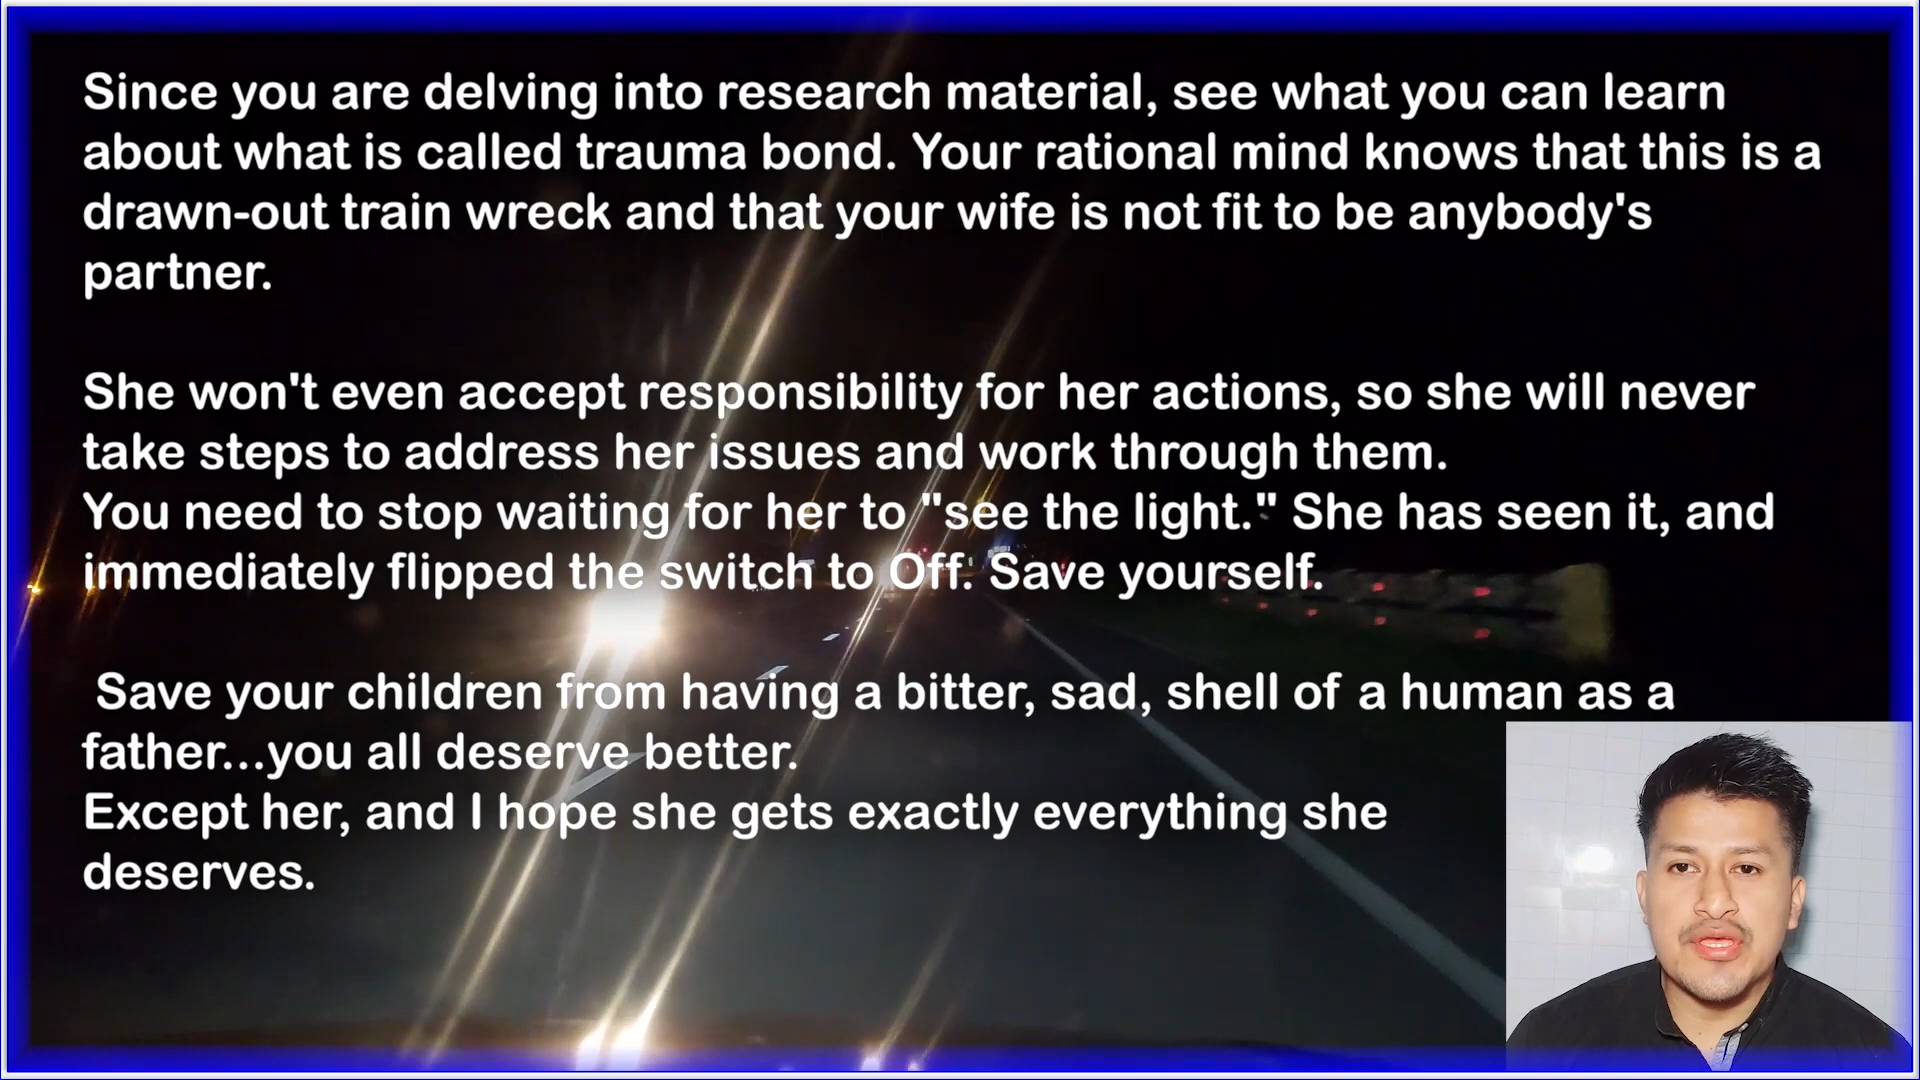 Since you are delving into research material, see what you can learn
about what is called trauma bond. Your rational mind knows that this is a
drawn-out train wreck and that your wife is not fit to be anybody's
partner.
She won't even accept responsibility for her actions, so she will never
take steps to address her issues and work through them.
You need to stop waiting for her to "see the light." She has seen it, and
immediately flipped the switch to Off. Save yourself.
Save your children from having a bitter, sad, shell of a human as a
father...you all deserve better.
Except her, and I hope she gets exactly everything she
deserves.